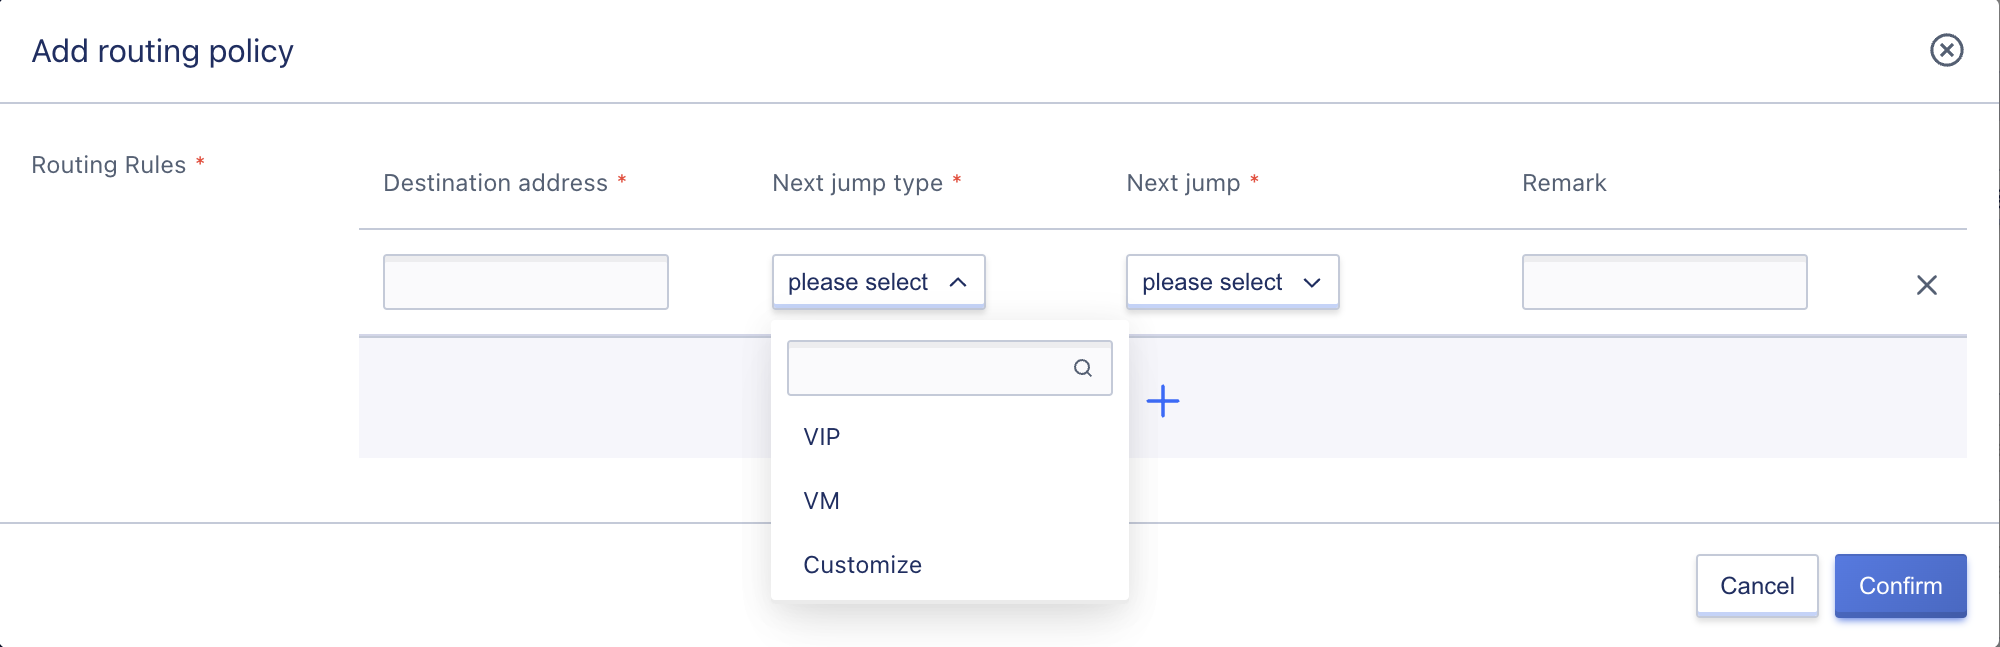 Add routing policy
Routing Rules *
Destination address * Next jump type * Next jump * Remark
please select please select
VIP
VM
Customize
Cancel Confirm